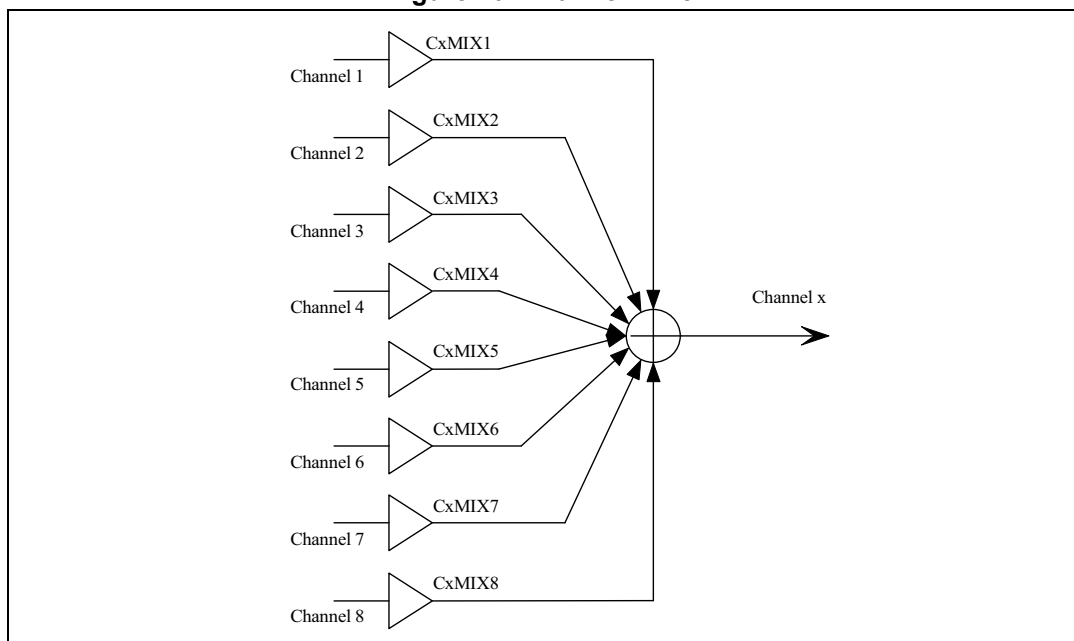 CxMIX1
Channel 1
CxMIX2
Channel 2
CxMIX3
Channel 3
CxMIX4
Channel 4
Channel x
CxMIX5
Channel 5
CxMIX6
Channel 6
CxMIX7
Channel 7
CxMIX8
Channel 8